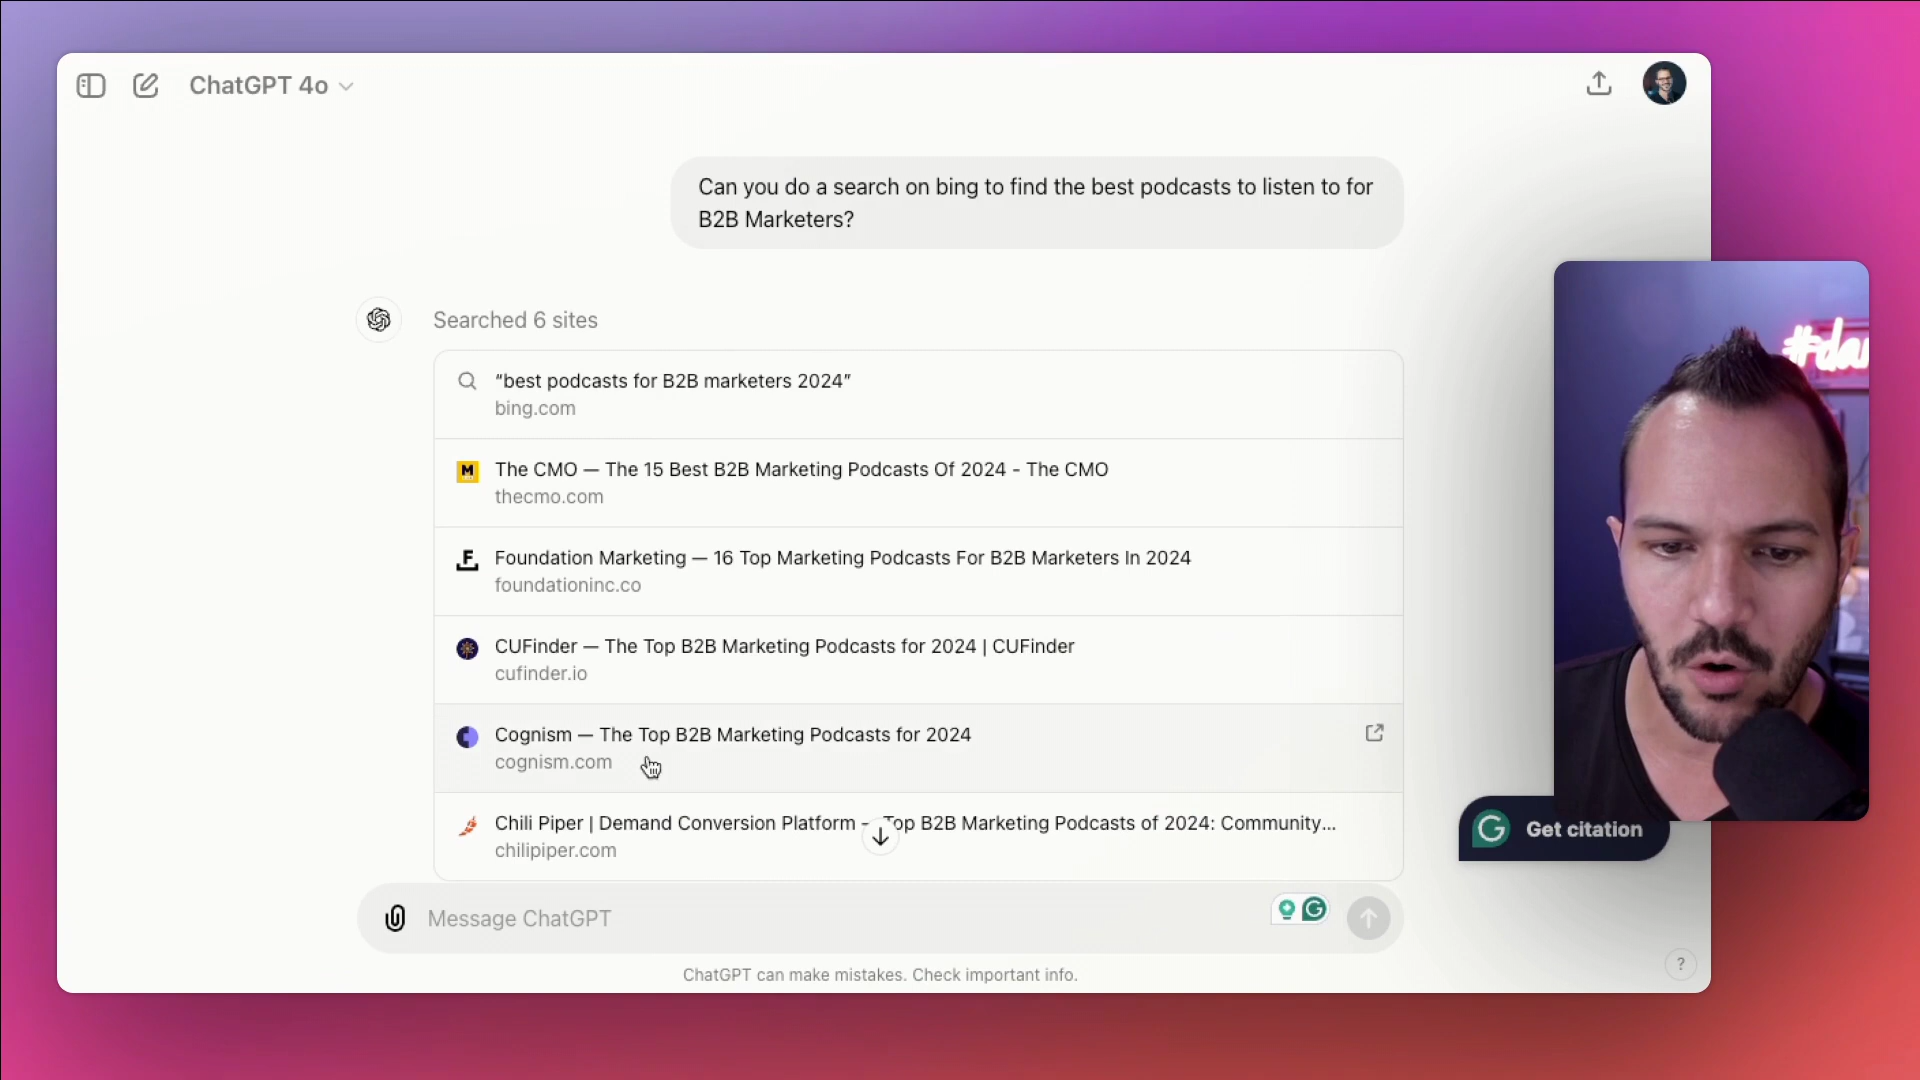 ChatGPT 4o
Can you do a search on bing to find the best podcasts to listen to for
B2B Marketers?
Searched 6 sites
“best podcasts for B2B marketers 2024”
bing.com
M
The CMO — The 15 Best B2B Marketing Podcasts Of 2024 - The CMO
thecmo.com
F
Foundation Marketing — 16 Top Marketing Podcasts For B2B Marketers In 2024
foundationinc.co
CUFinder — The Top B2B Marketing Podcasts for 2024 | CUFinder
cufinder.io
Cognism — The Top B2B Marketing Podcasts for 2024
cognism.com
Chili Piper | Demand Conversion Platform — Top B2B Marketing Podcasts of 2024: Community...
chilipiper.com
#da
G Get citation
Message ChatGPT
G
ChatGPT can make mistakes. Check important info.
?